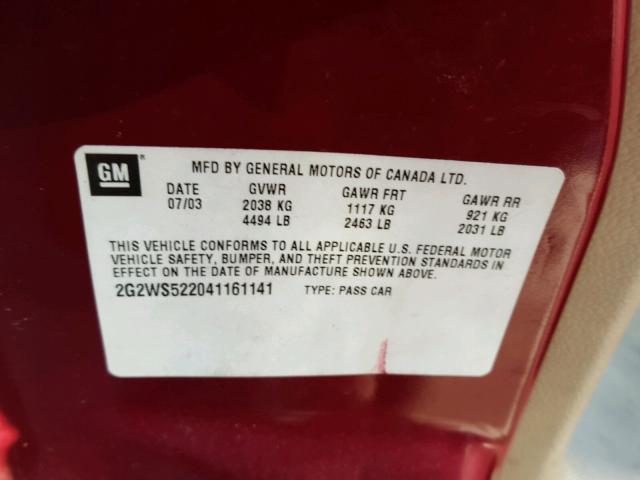 GM
MFD BY GENERAL MOTORS OF CANADA LTD.
DATE GVWR GAWR FRT GAWR RR
07/03 2038 KG 1117 KG 921 KG
4494 LB 2463 LB 2031 LB
THIS VEHICLE CONFORMS TO ALL APPLICABLE U.S. FEDERAL MOTOR
VEHICLE SAFETY, BUMPER, AND THEFT PREVENTION STANDARDS IN
EFFECT ON THE DATE OF MANUFACTURE SHOWN ABOVE.
2G2WS522041161141 TYPE: PASS CAR